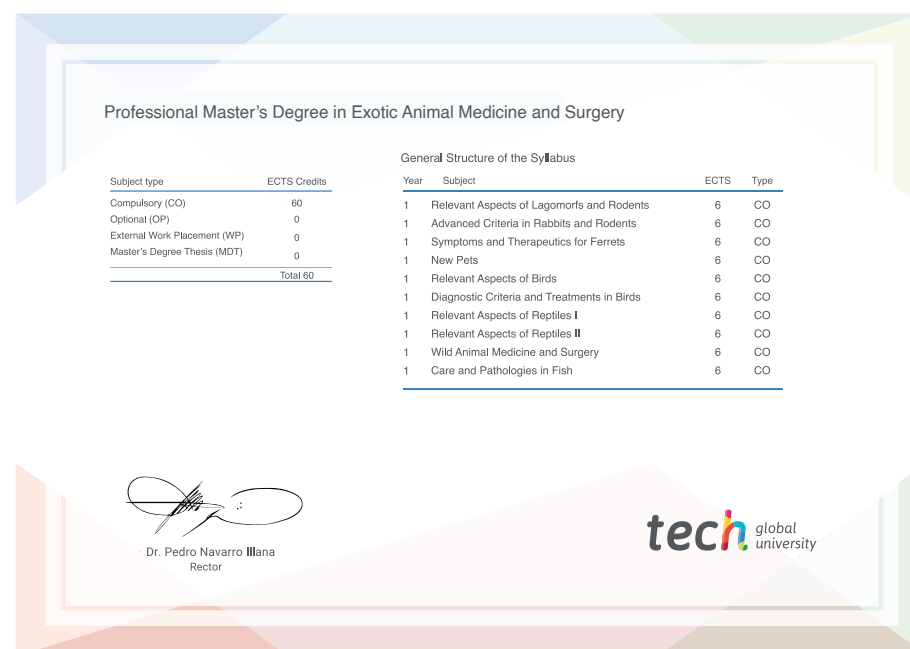 Professional Master's Degree in Exotic Animal Medicine and Surgery
Subject type ECTS Credits
Compulsory (CO) 60
Optional (OP) 0
External Work Placement (WP) 0
Master's Degree Thesis (MDT) 0
Total 60
General Structure of the Syllabus
Year Subject ECTS Type
1 Relevant Aspects of Lagomorfs and Rodents 6 CO
1 Advanced Criteria in Rabbits and Rodents 6 CO
1 Symptoms and Therapeutics for Ferrets 6 CO
1 New Pets 6 CO
1 Relevant Aspects of Birds 6 CO
1 Diagnostic Criteria and Treatments in Birds 6 CO
1 Relevant Aspects of Reptiles I 6 CO
1 Relevant Aspects of Reptiles II 6 CO
1 Wild Animal Medicine and Surgery 6 CO
1 Care and Pathologies in Fish 6 CO
Dr. Pedro Navarro Illana
Rector
tech global
university